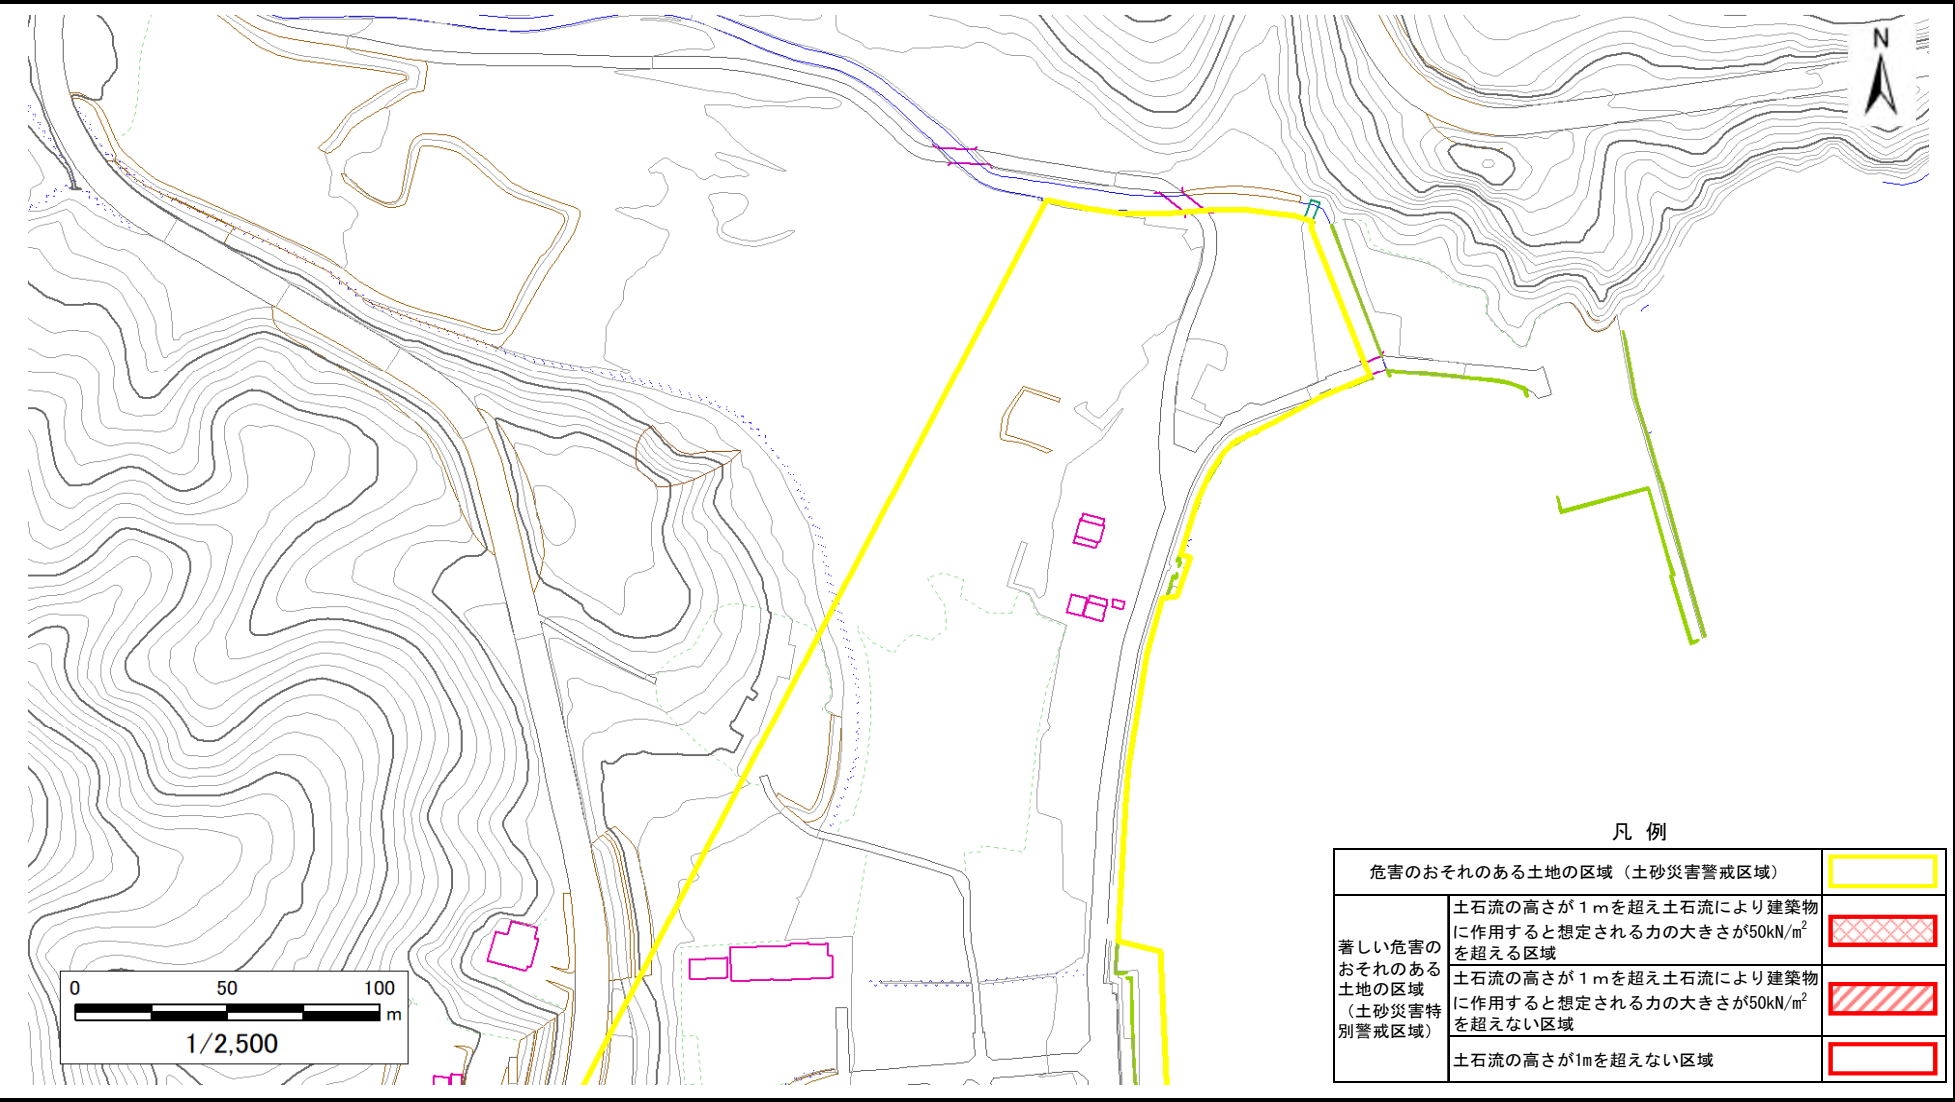 N
凡 例
危害のおそれのある土地の区域（土砂災害警戒区域）
著しい危害の
おそれのある
土地の区域
（土砂災害特
別警戒区域）
土石流の高さが１ｍを超え土石流により建築物
に作用すると想定される力の大きさが50kN/m²
を超える区域
土石流の高さが１ｍを超え土石流により建築物
に作用すると想定される力の大きさが50kN/m²
を超えない区域
土石流の高さが1mを超えない区域
0 50 100
m
1/2,500